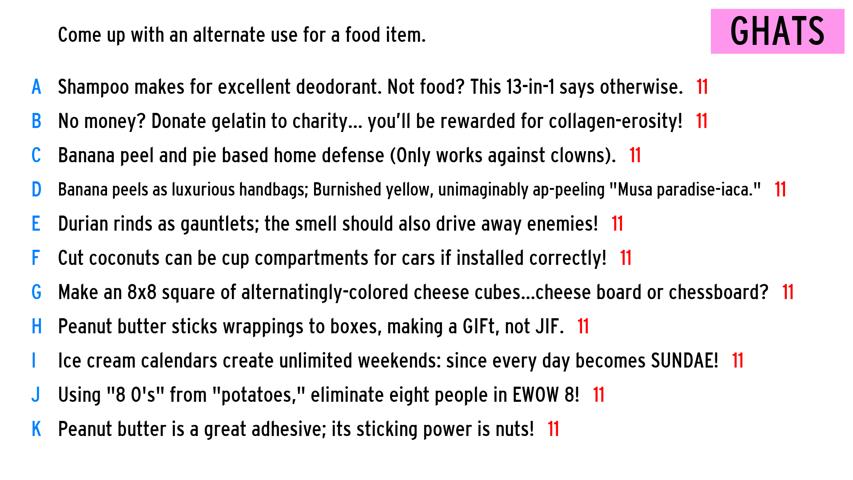 Come up with an alternate use for a food item.
GHATS
A Shampoo makes for excellent deodorant. Not food? This 13-in-1 says otherwise. 11
B No money? Donate gelatin to charity... you'll be rewarded for collagen-erosity! 11
C Banana peel and pie based home defense (Only works against clowns). 11
D Banana peels as luxurious handbags; Burnished yellow, unimaginably ap-peeling "Musa paradise-iaca." 11
E Durian rinds as gauntlets; the smell should also drive away enemies! 11
F Cut coconuts can be cup compartments for cars if installed correctly! 11
G Make an 8x8 square of alternatingly-colored cheese cubes...cheese board or chessboard? 11
H Peanut butter sticks wrappings to boxes, making a GIFt, not JIF. 11
I Ice cream calendars create unlimited weekends: since every day becomes SUNDAE! 11
J Using "8 O's" from "potatoes," eliminate eight people in EWOW 8! 11
K Peanut butter is a great adhesive; its sticking power is nuts! 11